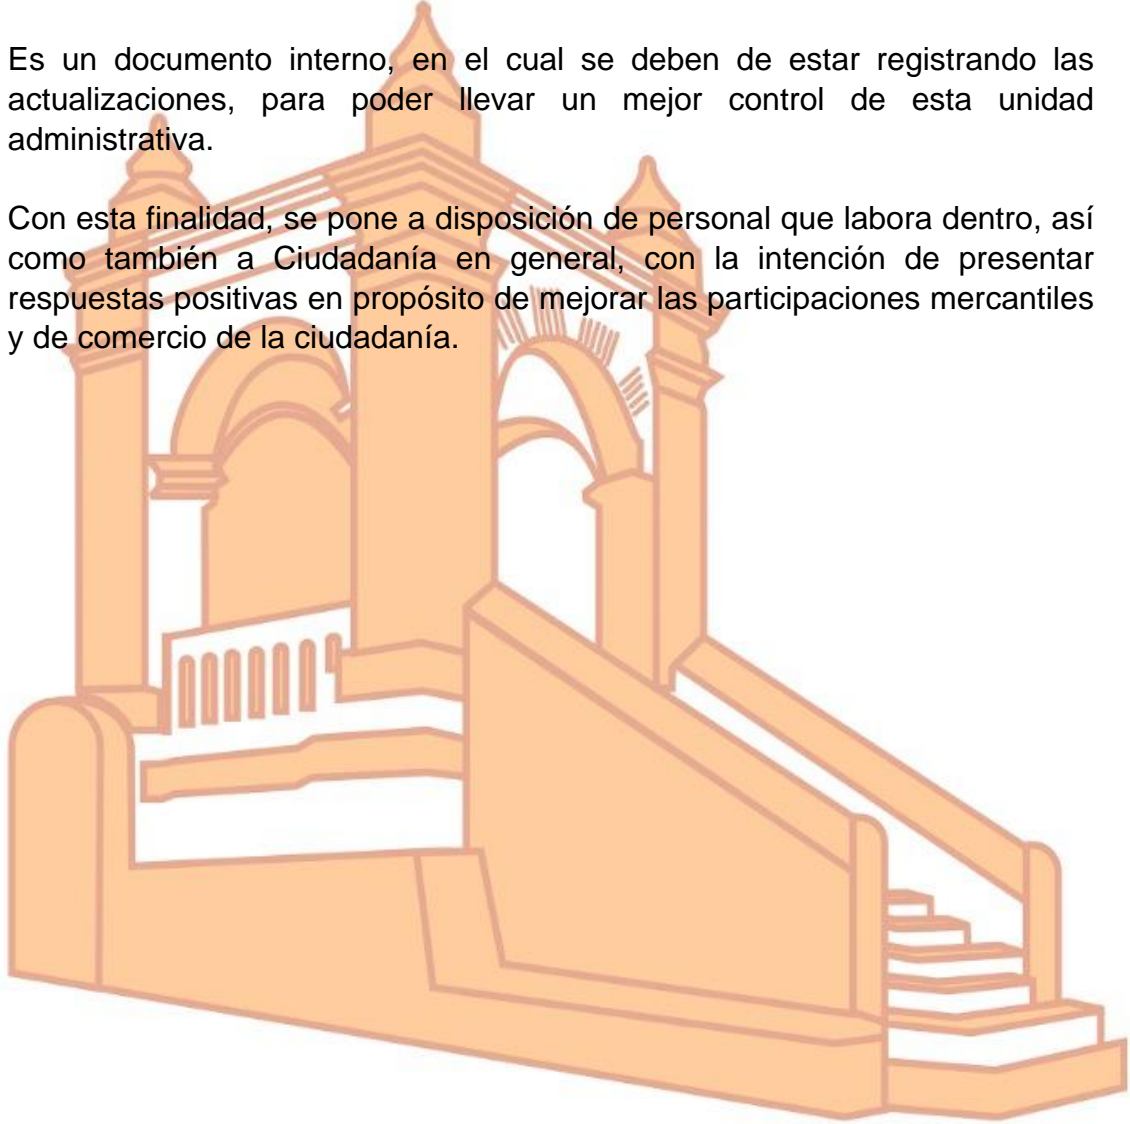 Es un documento interno, en el cual se deben de estar registrando las
actualizaciones, para poder llevar un mejor control de esta unidad
administrativa.
Con esta finalidad, se pone a disposición de personal que labora dentro, así
como también a Ciudadanía en general, con la intención de presentar
respuestas positivas en propósito de mejorar las participaciones mercantiles
y de comercio de la ciudadanía.